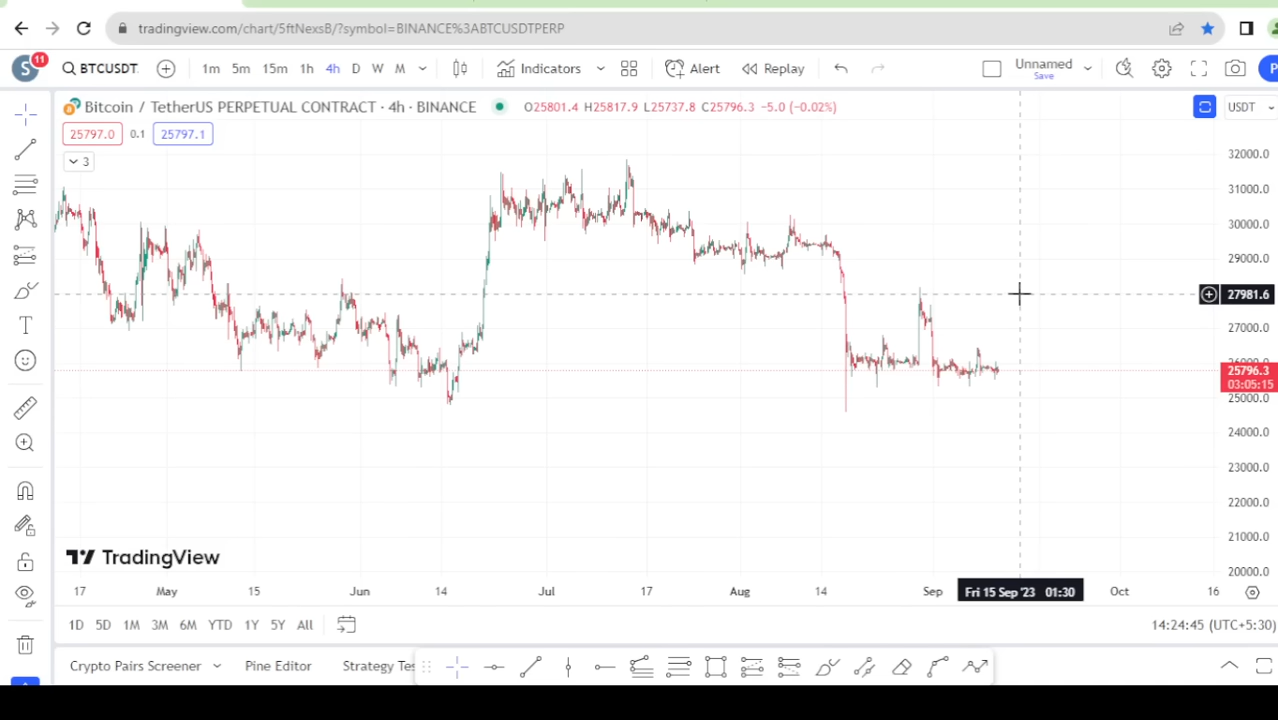 tradingview.com/chart/5ftNexsB/?symbol=BINANCE%3ABTCUSDTPERP
S 11 BTCUSDT. 1m 5m 15m 1h 4h D W M Indicators Alert Replay Unnamed Save P
Bitcoin / TetherUS PERPETUAL CONTRACT · 4h · BINANCE O25801.4 H25817.9 L25737.8 C25796.3 -5.0 (-0.02%) USDT
25797.0 0.1 25797.1
3
32000.0
31000.0
30000.0
29000.0
27981.6
27000.0
25796.3
03:05:15
25000.0
24000.0
23000.0
22000.0
21000.0
20000.0
TradingView
17 May 15 Jun 14 Jul 17 Aug 14 Sep Fri 15 Sep '23 01:30 Oct 16
1D 5D 1M 3M 6M YTD 1Y 5Y All 14:24:45 (UTC+5:30)
Crypto Pairs Screener Pine Editor Strategy Tes